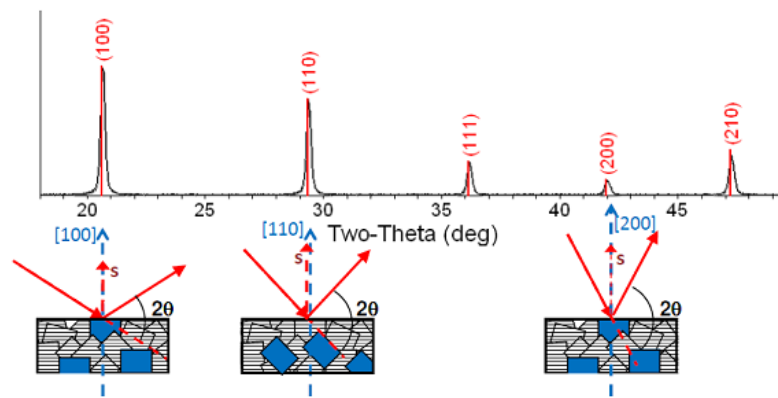 (100)
(110)
(111)
(200)
(210)
20 25 30 35 40 45
Two-Theta (deg)
[100] [110] [200]
s s s
2θ 2θ 2θ